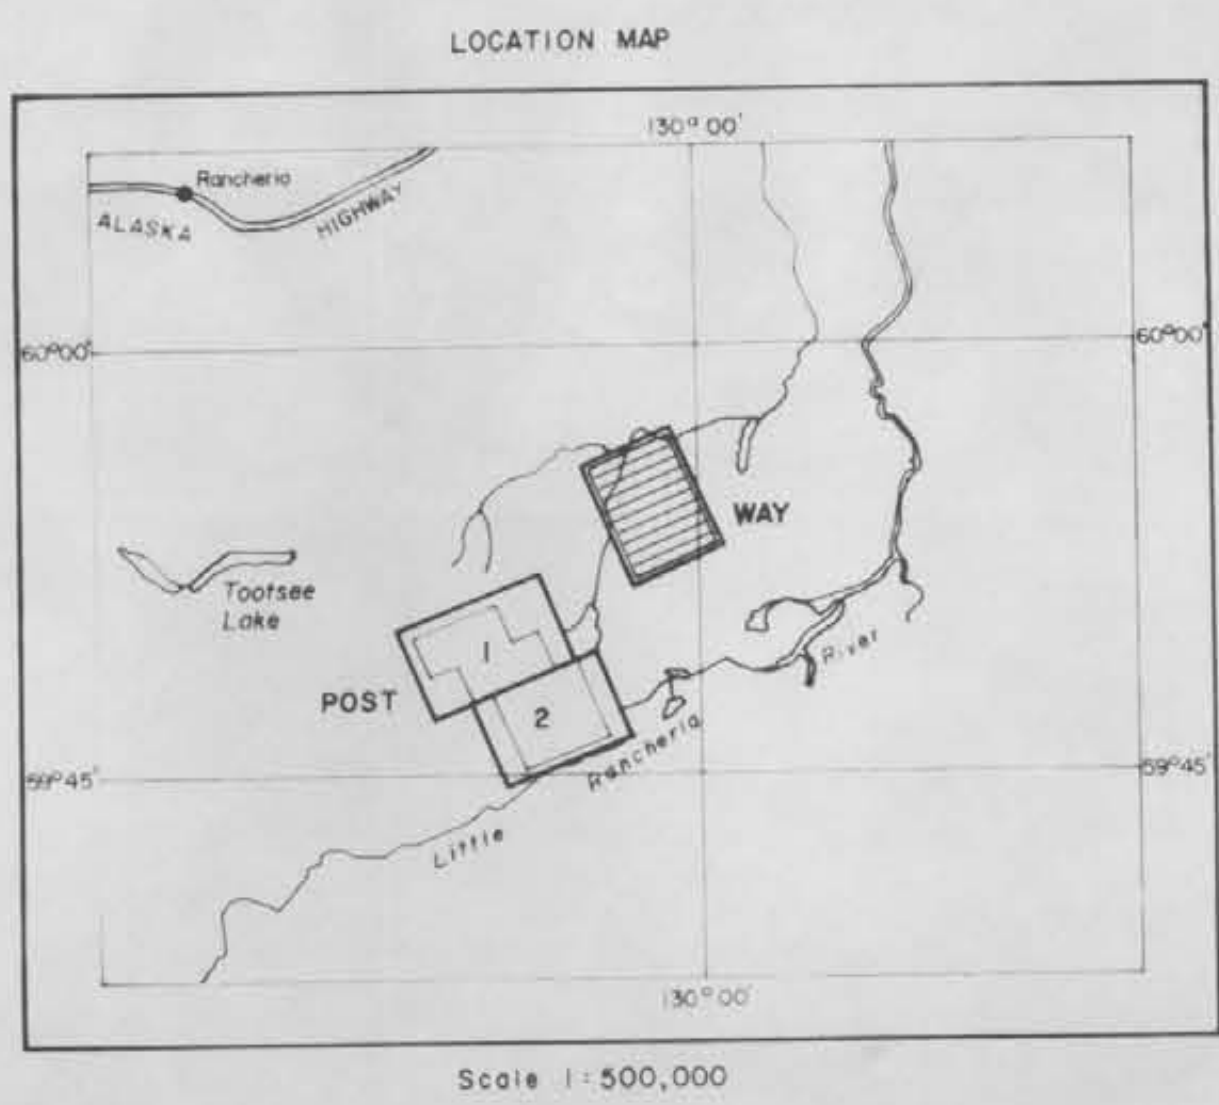 LOCATION MAP
130° 00'
Rancheria
ALASKA HIGHWAY
60°00'
60°00'
WAY
Tootsee
Lake
1
River
POST
2
Rancheria
59°45'
59°45'
Little
130° 00'
Scale 1:500,000